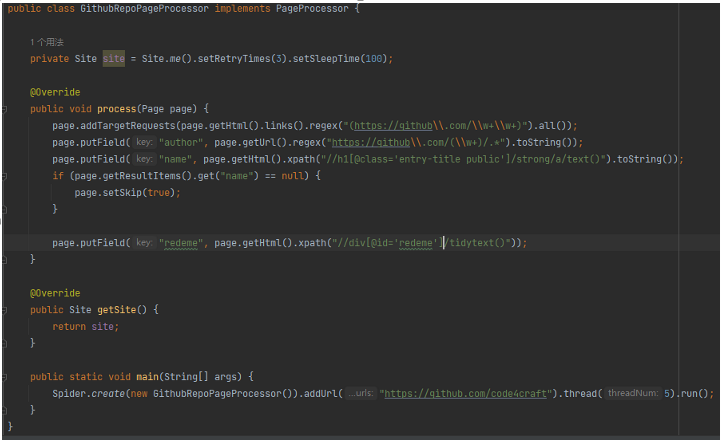 public class GithubRepoPageProcessor implements PageProcessor {
1 个用法
private Site site = Site.me().setRetryTimes(3).setSleepTime(100);
@Override
public void process(Page page) {
page.addTargetRequests(page.getHtml().links().regex("(https://github\\.com/\\w+\\w+)").all());
page.putField( key: "author", page.getUrl().regex("https://github\\.com/(\\w+)/.*").toString());
page.putField( key: "name", page.getHtml().xpath("//h1[@class='entry-title public']/strong/a/text()").toString());
if (page.getResultItems().get("name") == null) {
page.setSkip(true);
}
page.putField( key: "redeme", page.getHtml().xpath("//div[@id='redeme']/tidytext()"));
}
@Override
public Site getSite() {
return site;
}
public static void main(String[] args) {
Spider.create(new GithubRepoPageProcessor()).addUrl( ...urls: "https://github.com/code4craft").thread( threadNum: 5).run();
}
}